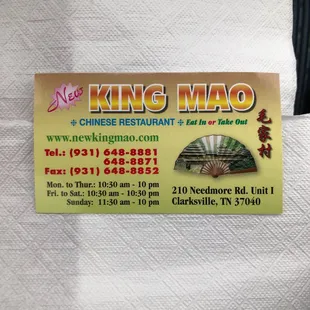 New KING MAO
CHINESE RESTAURANT Eat In or Take Out
www.newkingmao.com
Tel.: (931) 648-8881
648-8871
Fax: (931) 648-8852
Mon. to Thur.: 10:30 am - 10 pm
Fri. to Sat.: 10:30 am - 10:30 pm
Sunday: 11:30 am - 10 pm
毛家村
210 Needmore Rd. Unit I
Clarksville, TN 37040